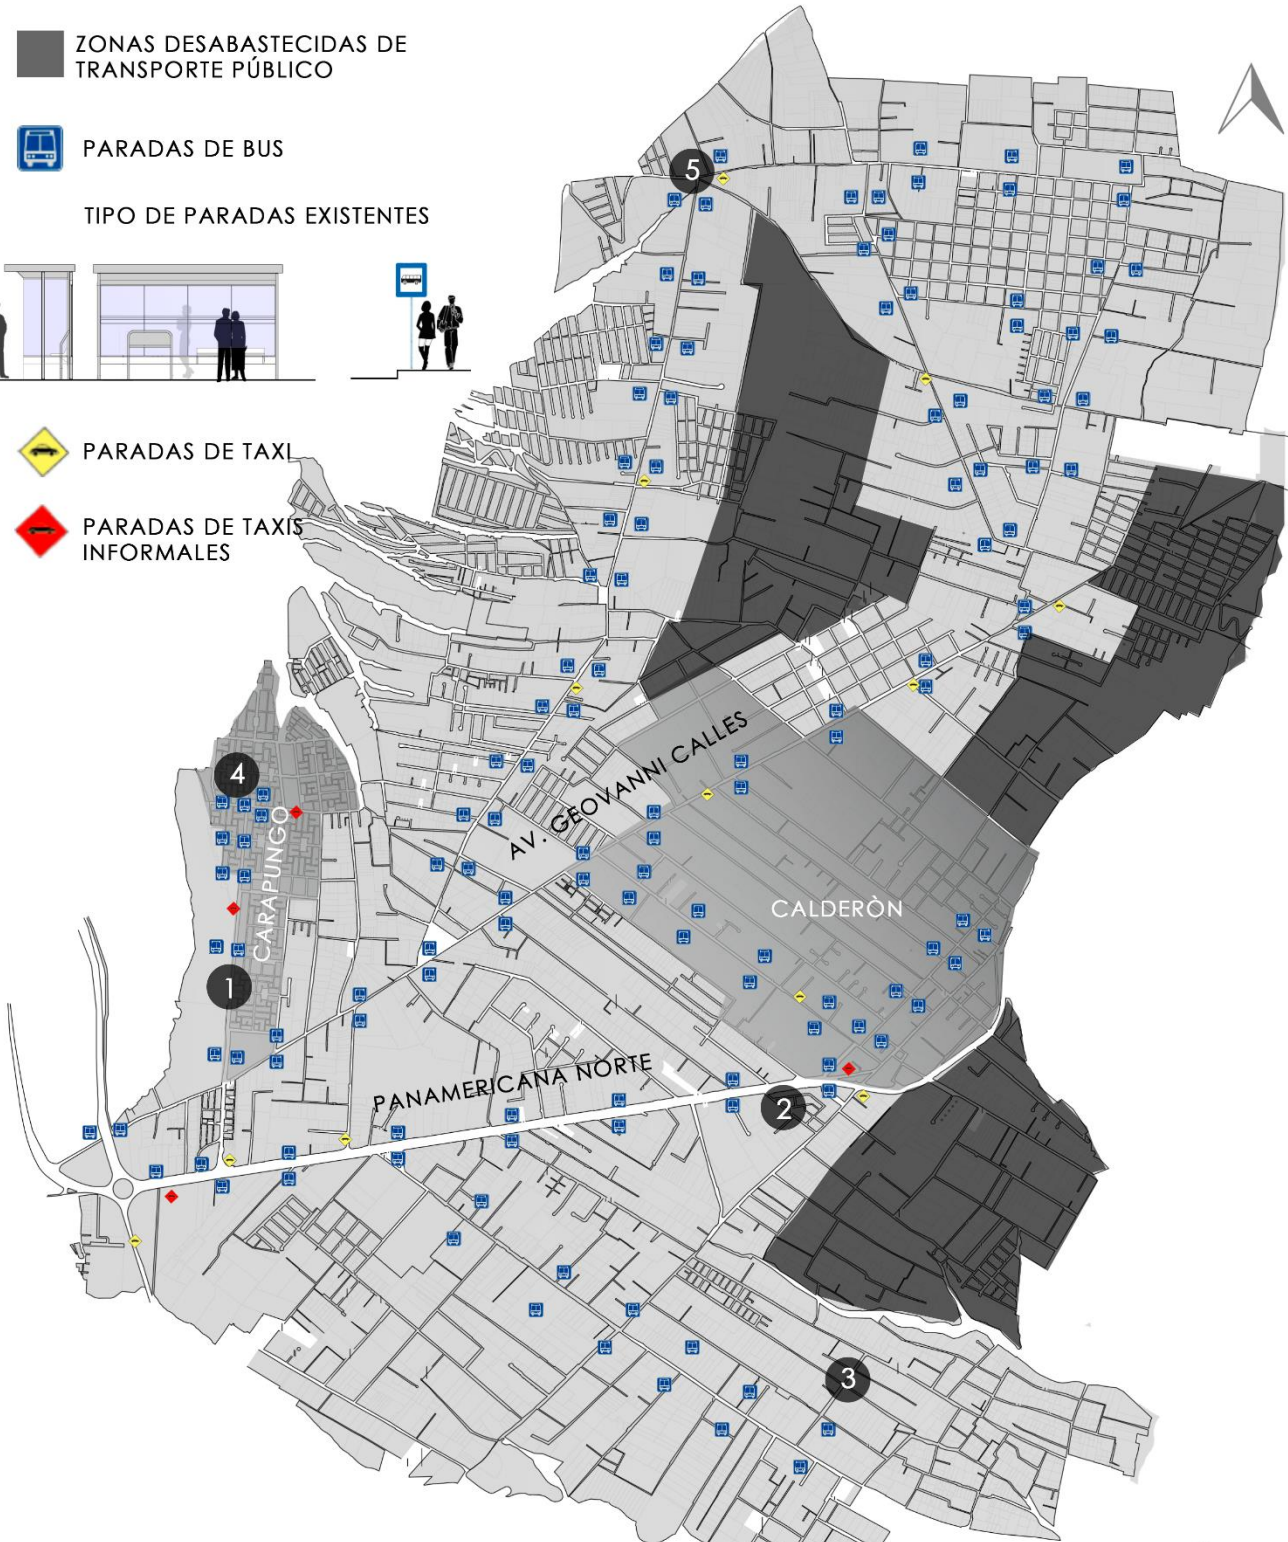 ZONAS DESABASTECIDAS DE
TRANSPORTE PÚBLICO
PARADAS DE BUS
TIPO DE PARADAS EXISTENTES
PARADAS DE TAXI
PARADAS DE TAXIS
INFORMALES
5
4
AV. GEOVANNI CALLES
CARAPUNGO
CALDERÒN
1
PANAMERICANA NÒRTE
2
3